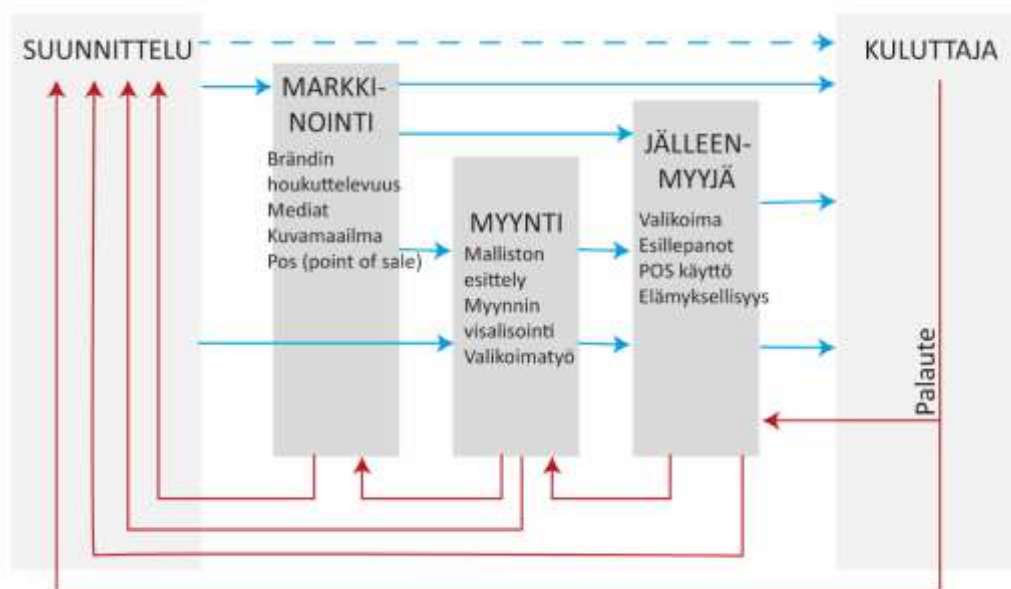 SUUNNITTELU
MARKKI-
NOINTI
Brändin
houkuttelevuus
Mediat
Kuvamaailma
Pos (point of sale)
MYYNTI
Malliston
esittely
Myynnin
visalisointi
Valikoimatyö
JÄLLEEN-
MYYJÄ
Valikoima
Esillepanot
POS käyttö
Elämyksellisyys
KULUTTAJA
Palaute